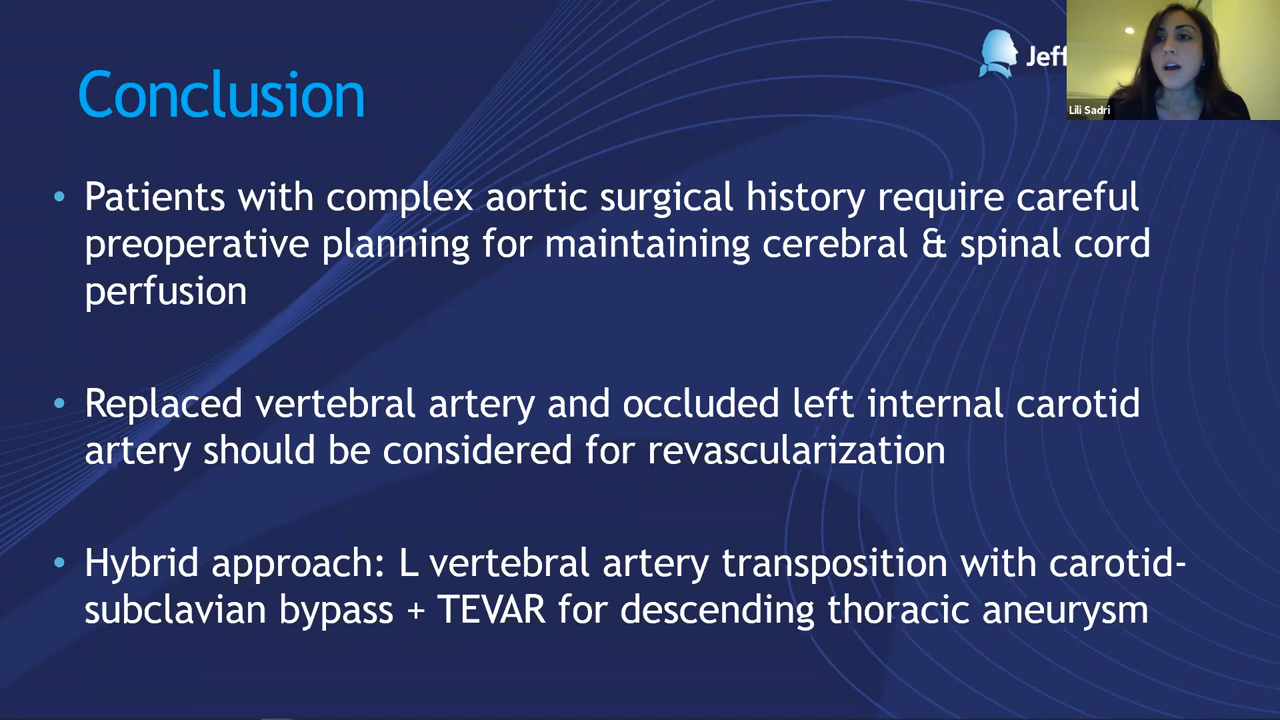 Jeff
Lili Sadri
Conclusion
• Patients with complex aortic surgical history require careful
preoperative planning for maintaining cerebral & spinal cord
perfusion
• Replaced vertebral artery and occluded left internal carotid
artery should be considered for revascularization
• Hybrid approach: L vertebral artery transposition with carotid-
subclavian bypass + TEVAR for descending thoracic aneurysm